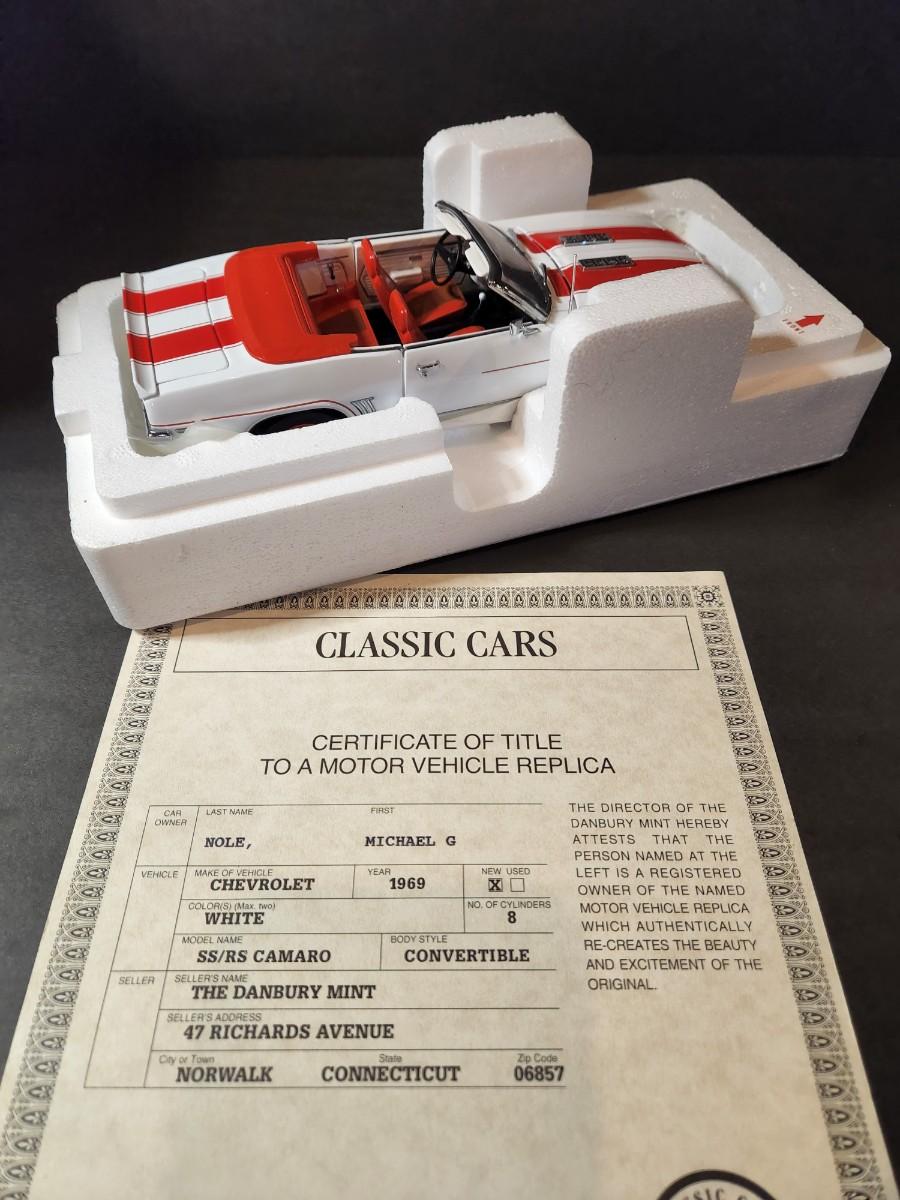 FRONT
CLASSIC CARS
CERTIFICATE OF TITLE
TO A MOTOR VEHICLE REPLICA
CAR
OWNER
LAST NAME
FIRST
NOLE,
MICHAEL G
VEHICLE
MAKE OF VEHICLE
CHEVROLET
YEAR
1969
NEW USED
X
COLOR(S) (Max. two)
WHITE
NO. OF CYLINDERS
8
MODEL NAME
SS/RS CAMARO
BODY STYLE
CONVERTIBLE
SELLER
SELLER'S NAME
THE DANBURY MINT
SELLER'S ADDRESS
47 RICHARDS AVENUE
City or Town
State
Zip Code
NORWALK
CONNECTICUT
06857
THE DIRECTOR OF THE
DANBURY MINT HEREBY
ATTESTS THAT THE
PERSON NAMED AT THE
LEFT IS A REGISTERED
OWNER OF THE NAMED
MOTOR VEHICLE REPLICA
WHICH AUTHENTICALLY
RE-CREATES THE BEAUTY
AND EXCITEMENT OF THE
ORIGINAL.